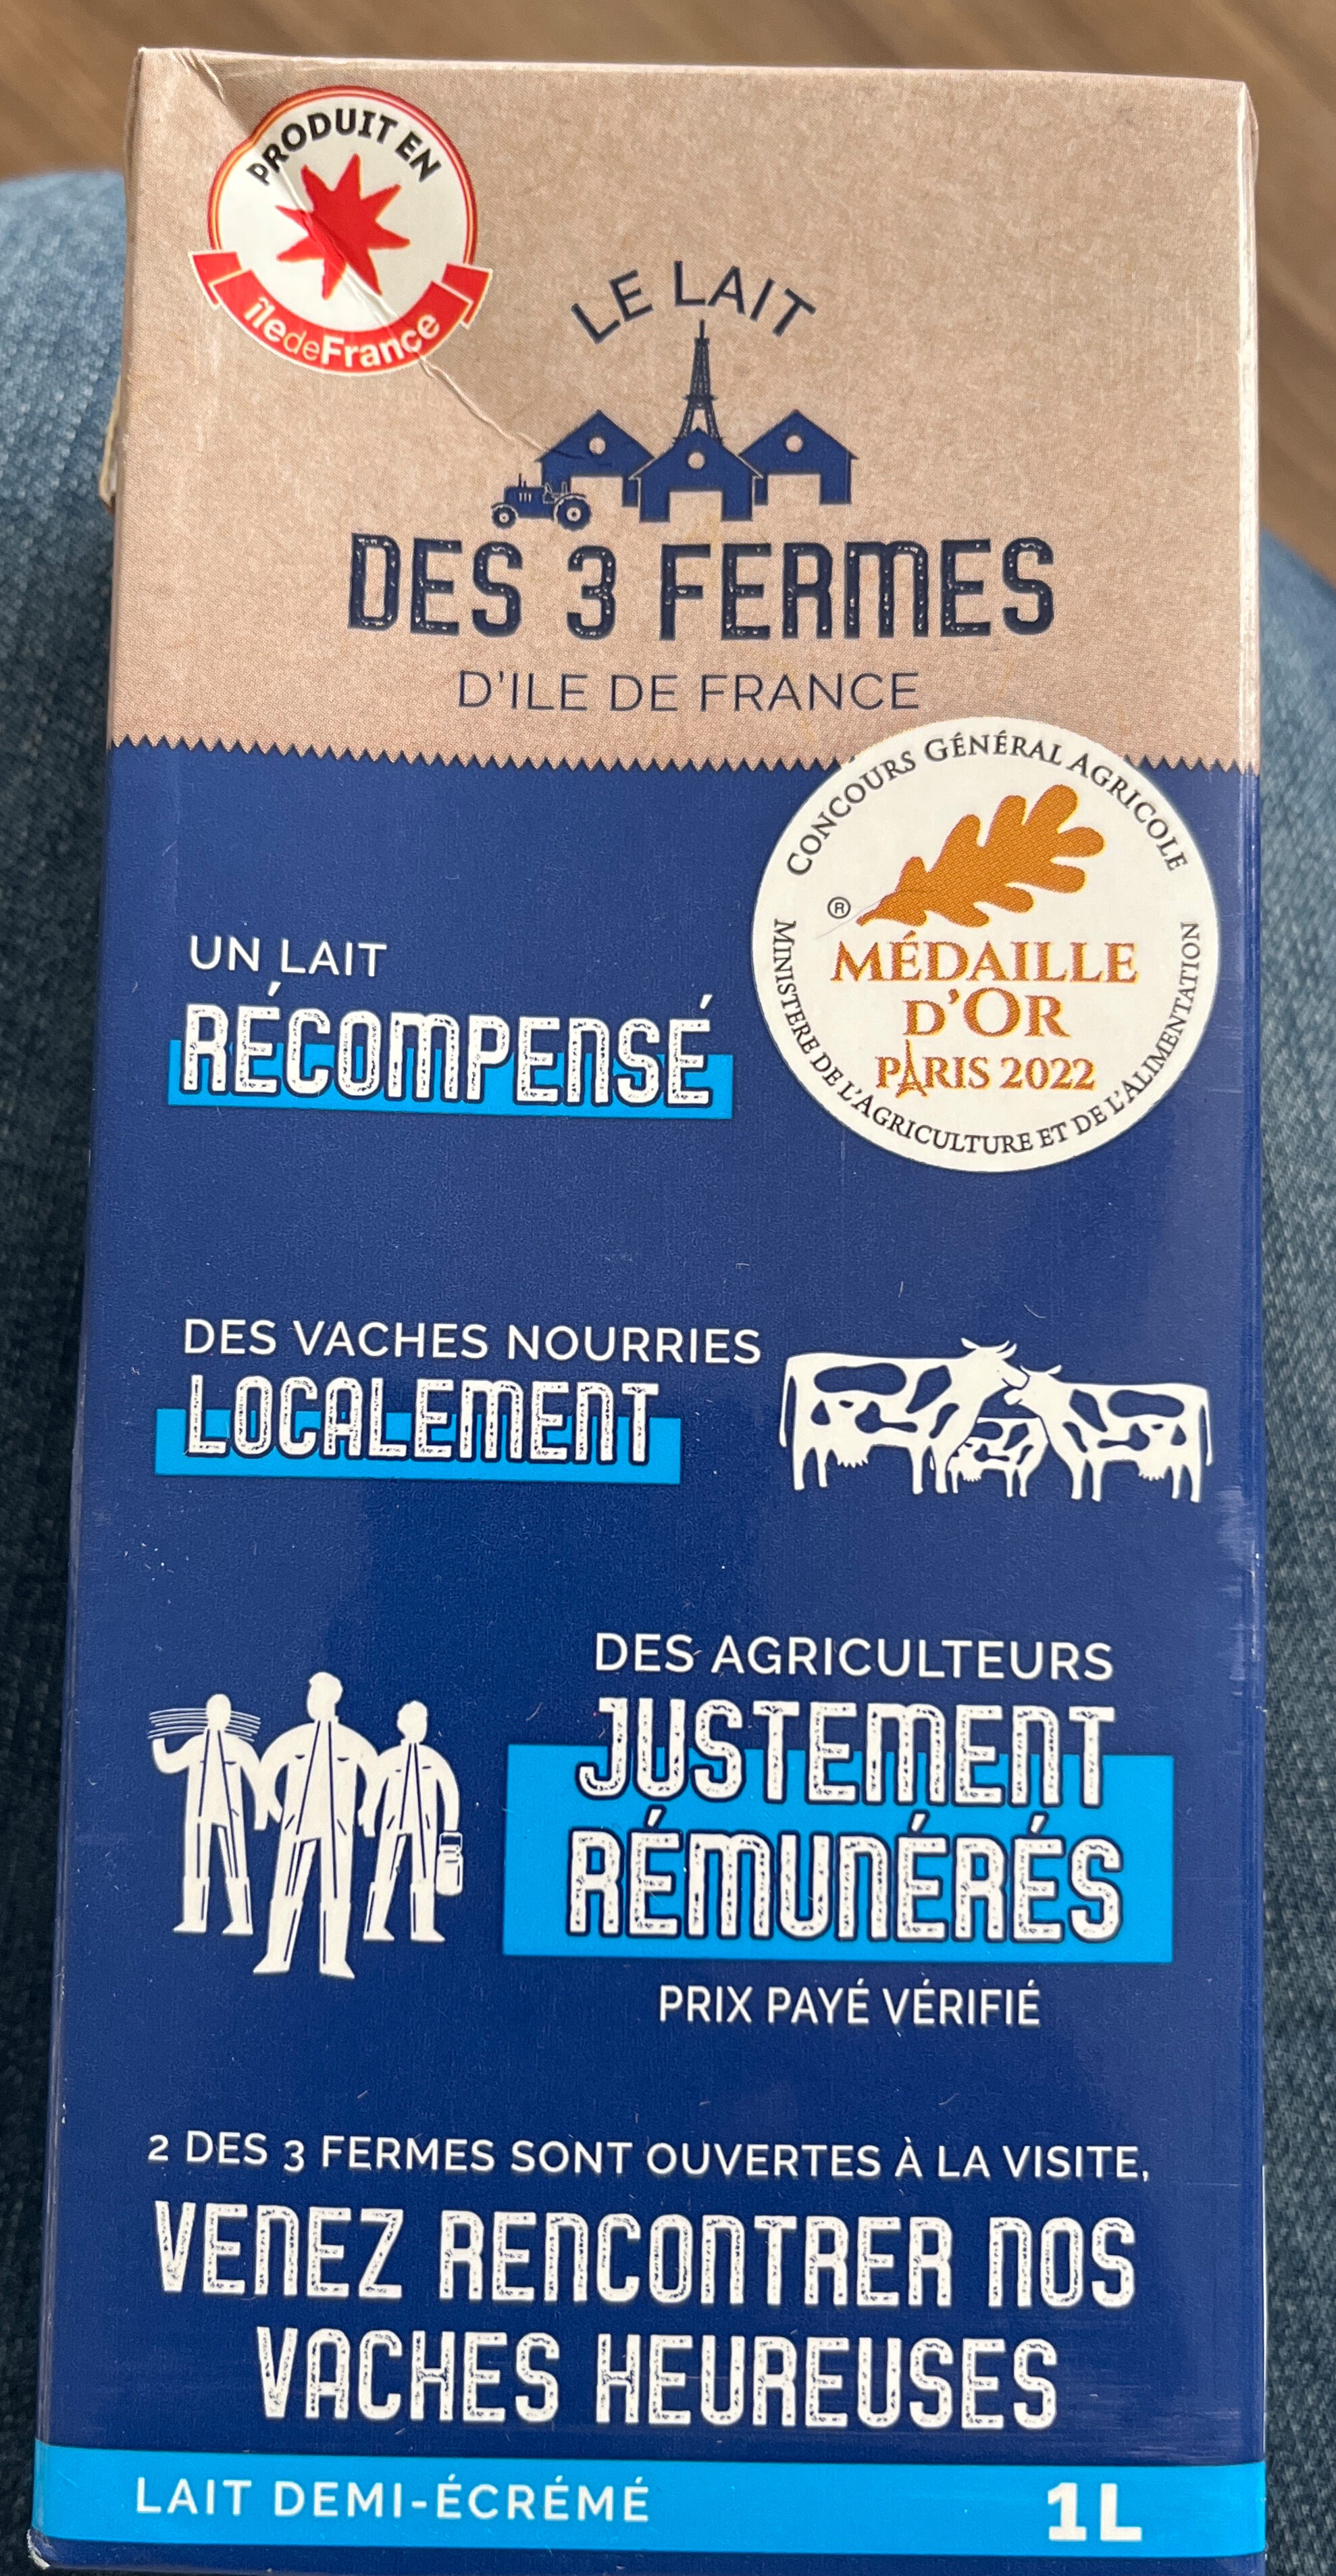 PRODUIT EN
îledeFrance
LE LAIT
DES 3 FERMES
D'ILE DE FRANCE
CONCOURS GÉNÉRAL AGRICOLE
®
MÉDAILLE
D'OR
PARIS 2022
MINISTERE DE L'AGRICULTURE ET DE L'ALIMENTATION
UN LAIT
RÉCOMPENSÉ
DES VACHES NOURRIES
LOCALEMENT
DES AGRICULTEURS
JUSTEMENT
RÉMUNÉRÉS
PRIX PAYÉ VÉRIFIÉ
2 DES 3 FERMES SONT OUVERTES À LA VISITE,
VENEZ RENCONTRER NOS
VACHES HEUREUSES
LAIT DEMI-ÉCRÉMÉ
1L